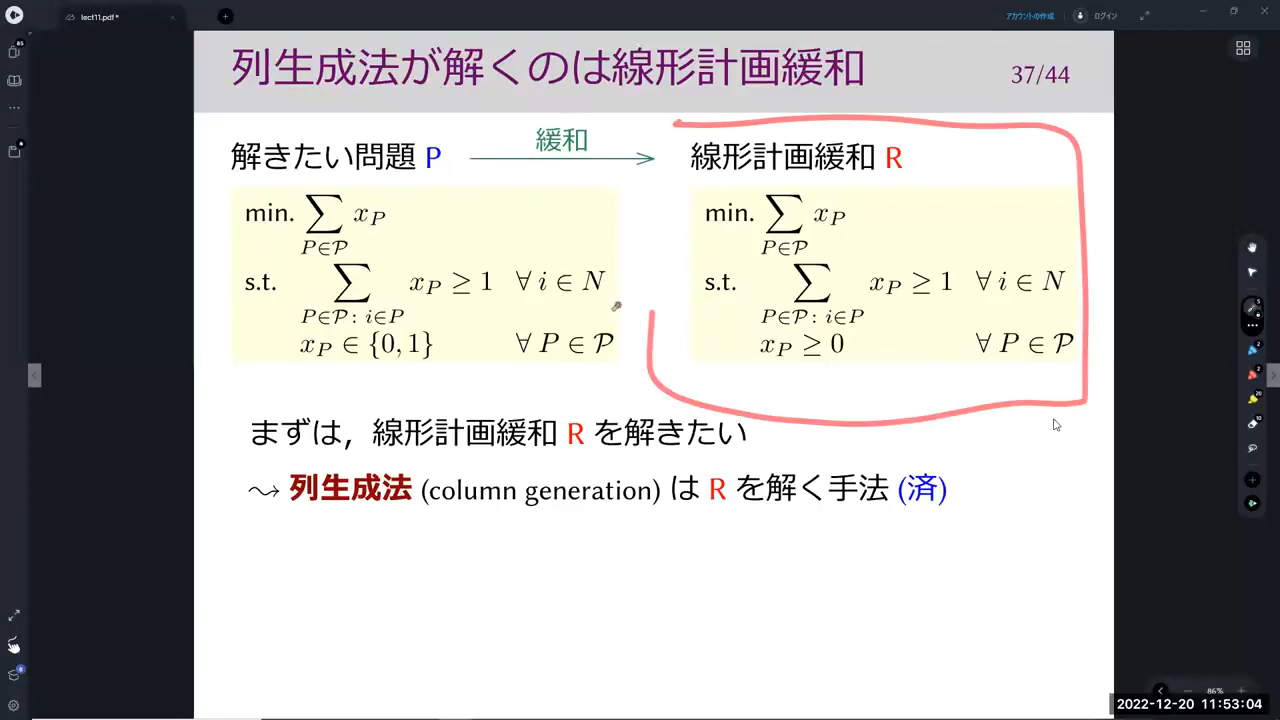 lect11.pdf*
アカウントの作成 ログイン
列生成法が解くのは線形計画緩和 37/44
解きたい問題 P
緩和
線形計画緩和 R
min. ∑_{P∈𝒫} x_P
s.t. ∑_{P∈𝒫: i∈P} x_P ≥ 1 ∀ i ∈ N
x_P ∈ {0, 1} ∀ P ∈ 𝒫
min. ∑_{P∈𝒫} x_P
s.t. ∑_{P∈𝒫: i∈P} x_P ≥ 1 ∀ i ∈ N
x_P ≥ 0 ∀ P ∈ 𝒫
まずは，線形計画緩和 R を解きたい
⤳ 列生成法 (column generation) は R を解く手法 (済)
86%
2022-12-20 11:53:04